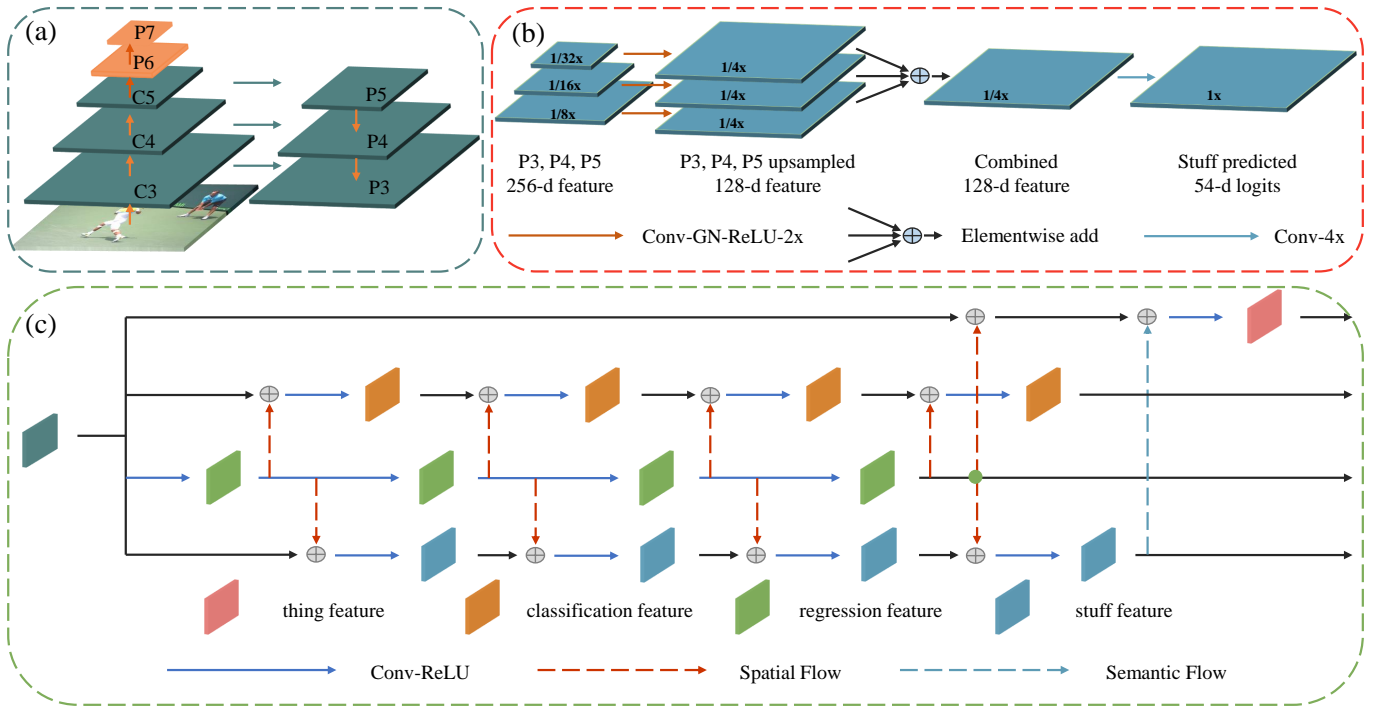 (a)
P7
P6
C5
C4
C3
P5
P4
P3
(b)
1/32x
1/16x
1/8x
1/4x
1/4x
1/4x
1/4x
1x
P3, P4, P5
256-d feature
P3, P4, P5 upsampled
128-d feature
Combined
128-d feature
Stuff predicted
54-d logits
Conv-GN-ReLU-2x
Elementwise add
Conv-4x
(c)
thing feature
classification feature
regression feature
stuff feature
Conv-ReLU
Spatial Flow
Semantic Flow